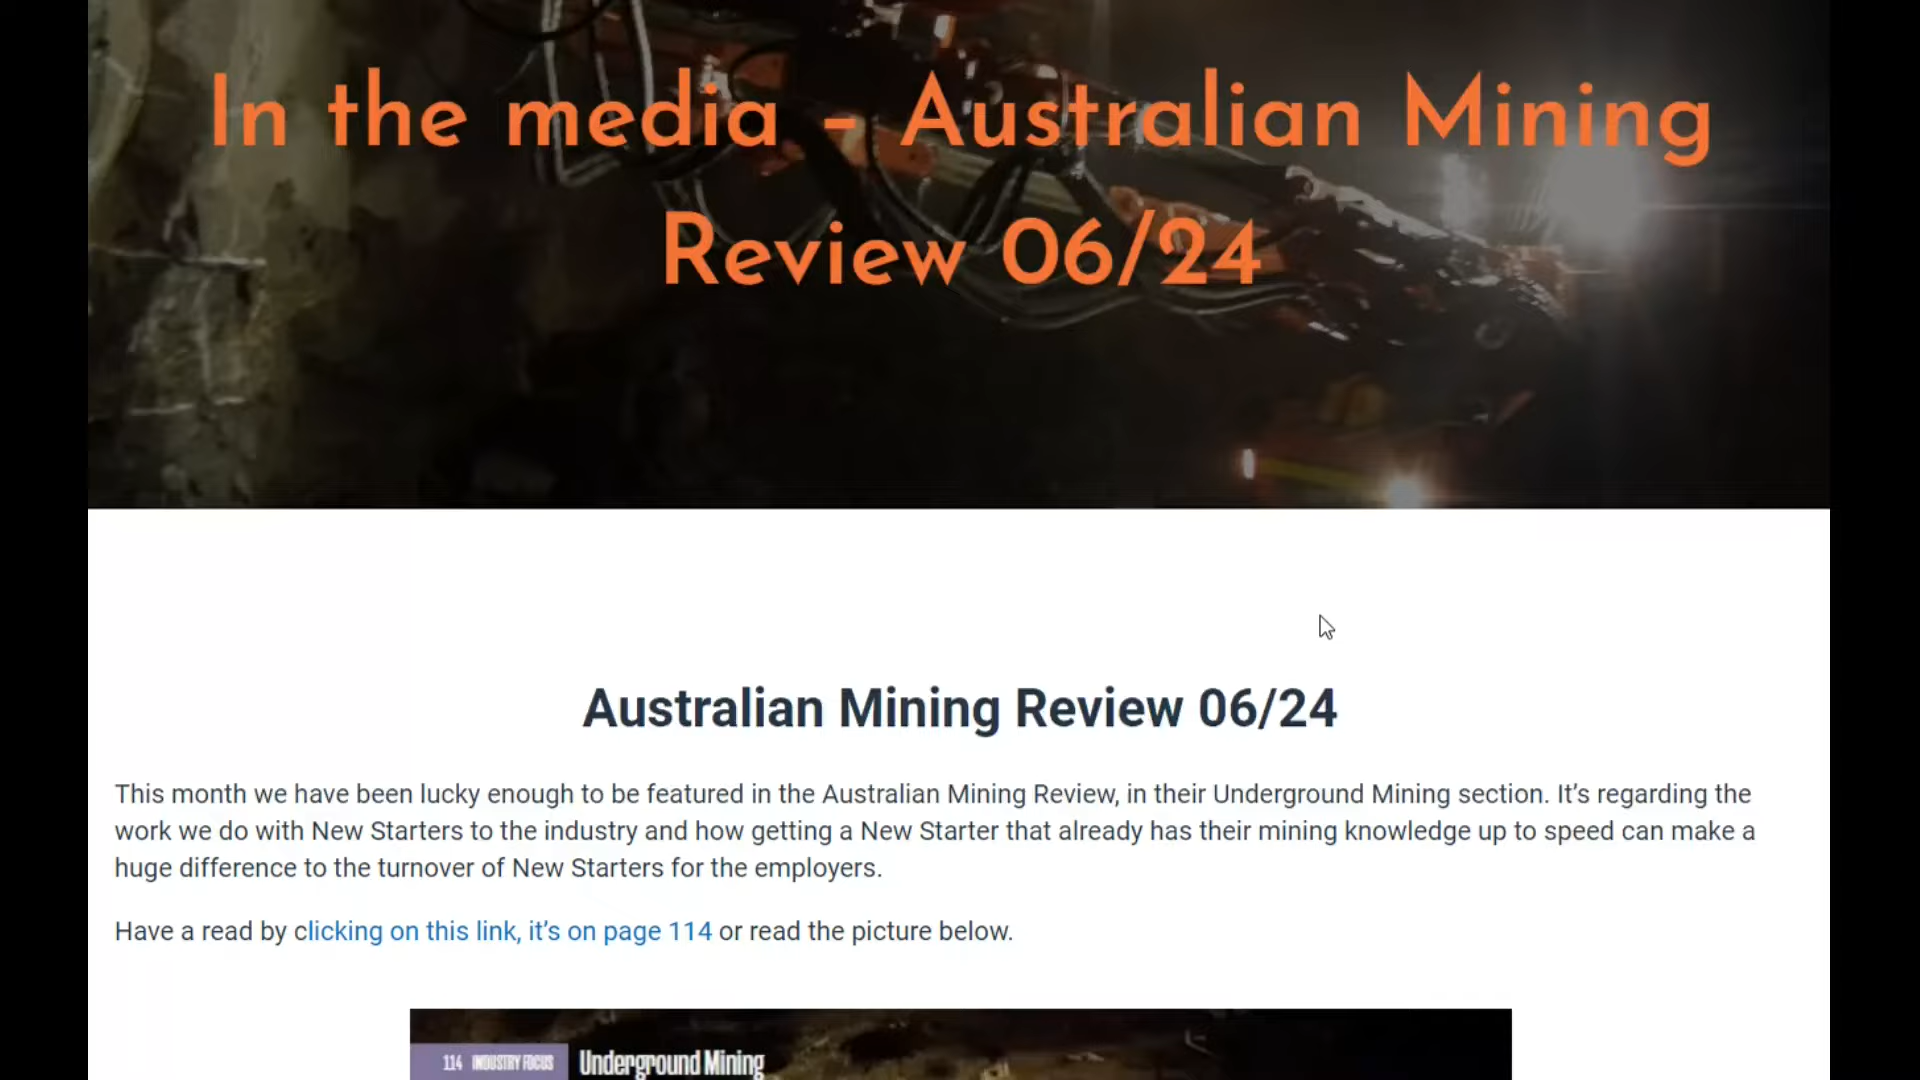 In the media – Australian Mining
Review 06/24
Australian Mining Review 06/24
This month we have been lucky enough to be featured in the Australian Mining Review, in their Underground Mining section. It’s regarding the
work we do with New Starters to the industry and how getting a New Starter that already has their mining knowledge up to speed can make a
huge difference to the turnover of New Starters for the employers.
Have a read by clicking on this link, it’s on page 114 or read the picture below.
114 INDUSTRY FOCUS Underground Mining